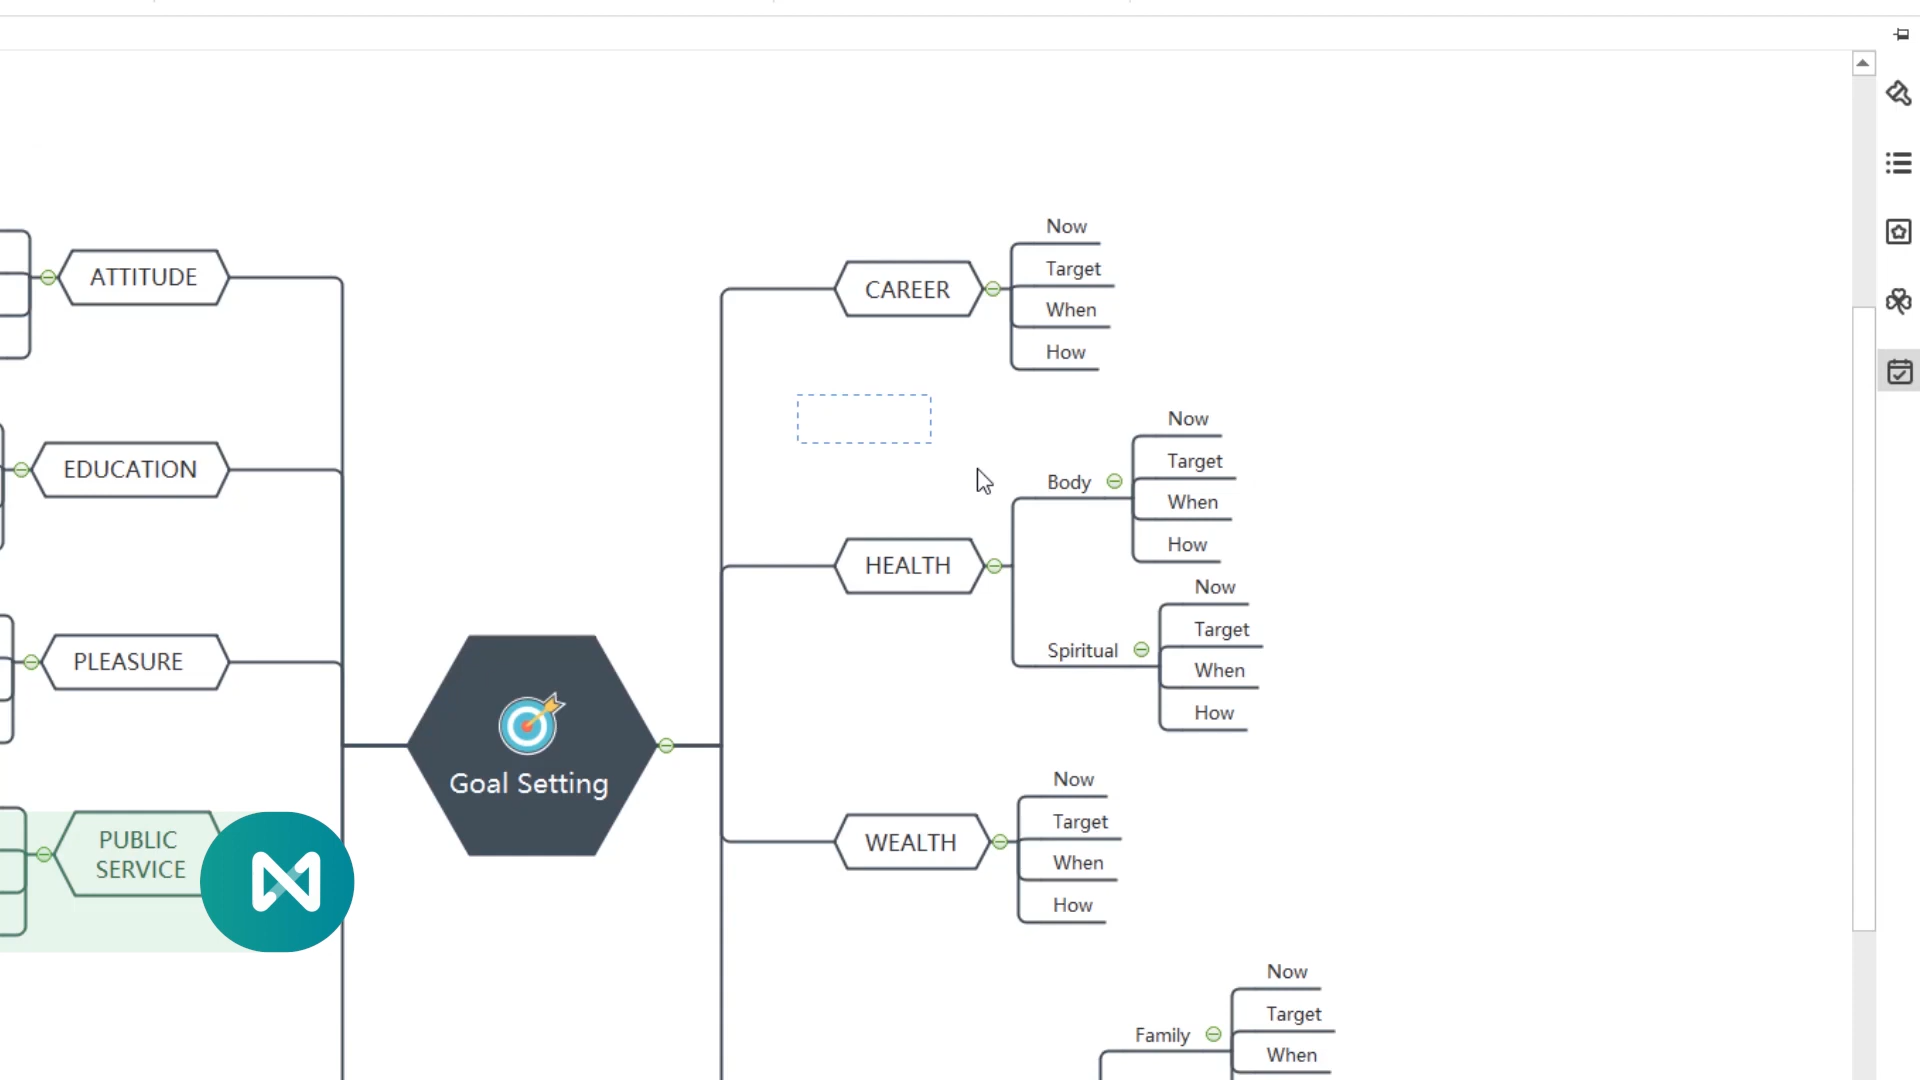 ATTITUDE
EDUCATION
PLEASURE
PUBLIC
SERVICE
Goal Setting
CAREER
Now
Target
When
How
HEALTH
Body
Now
Target
When
How
Spiritual
Now
Target
When
How
WEALTH
Now
Target
When
How
Family
Now
Target
When